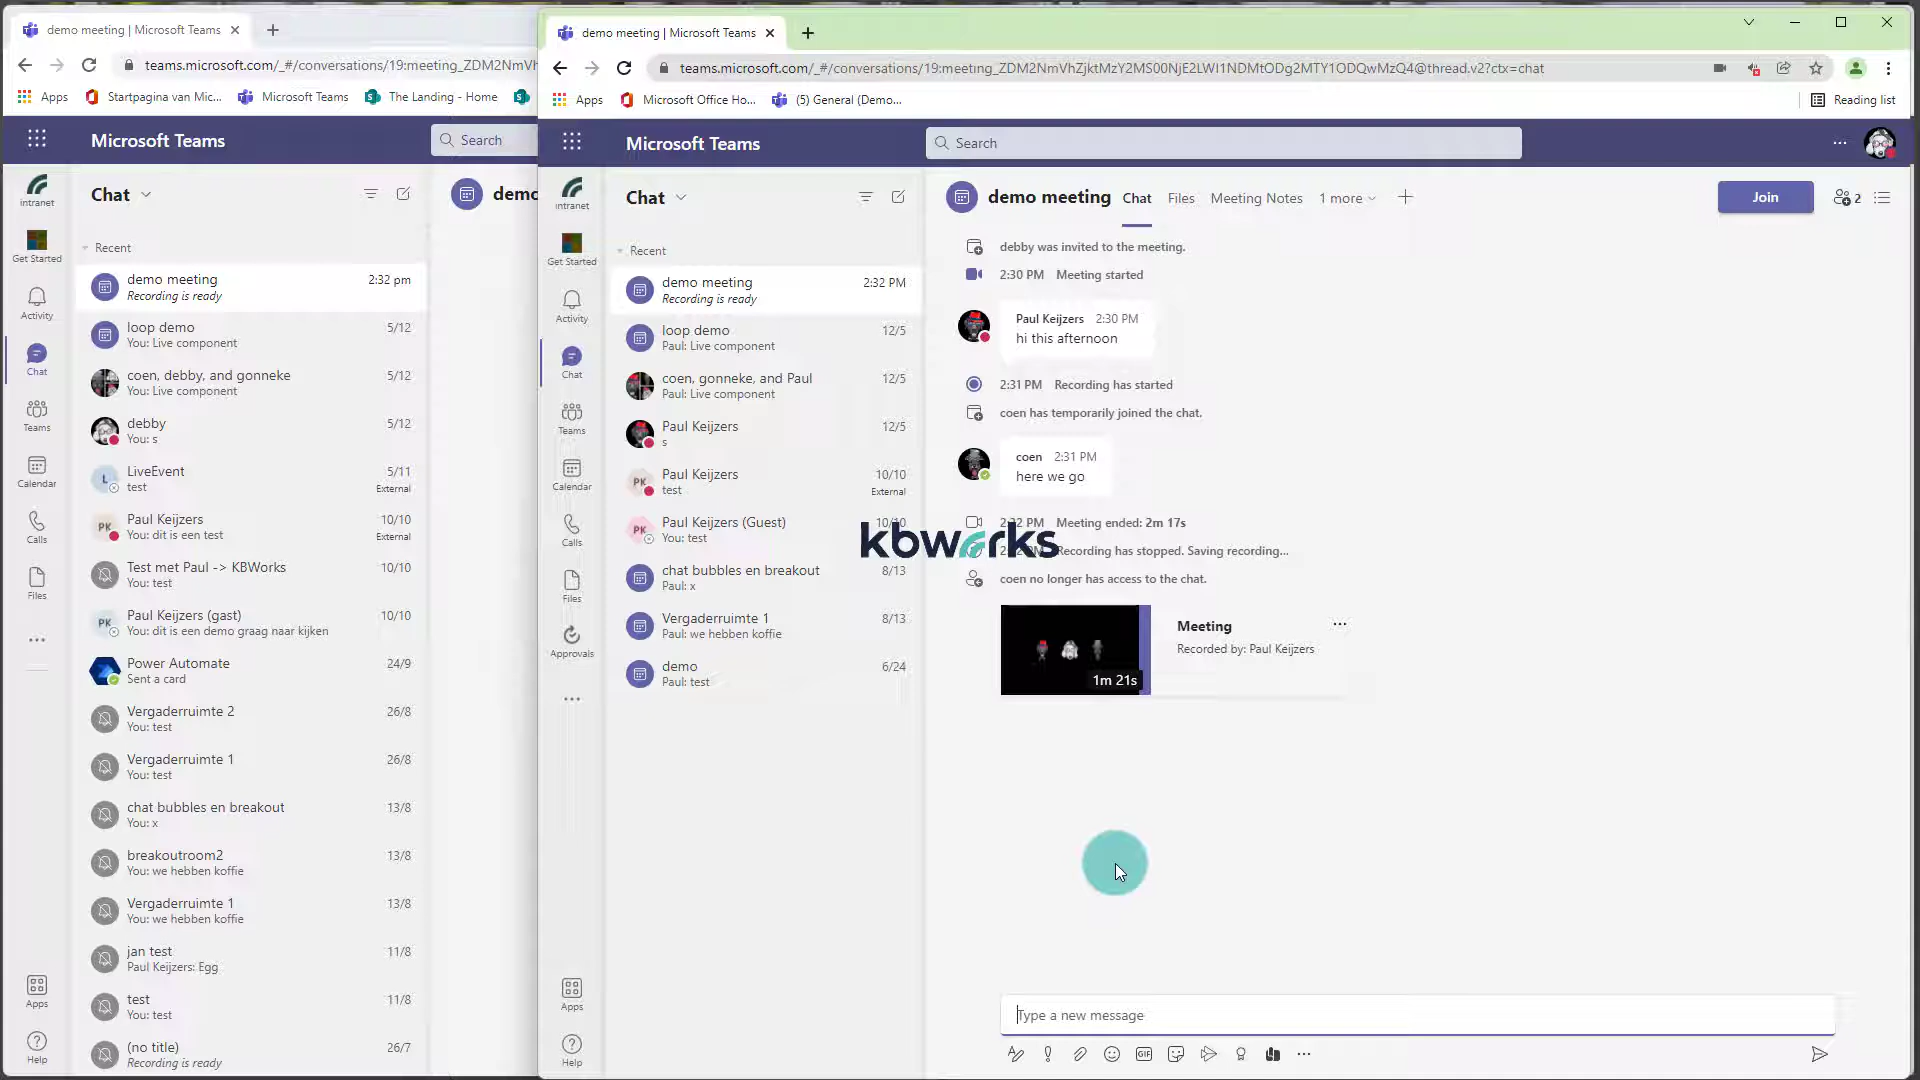 demo meeting | Microsoft Teams
teams.microsoft.com/_#/conversations/19:meeting_ZDM2NmVh
Apps
Startpagina van Mic...
Microsoft Teams
The Landing - Home
Microsoft Teams
Search
intranet
Get Started
Activity
Chat
Teams
Calendar
Calls
Files
Apps
Help
Chat
demo
Recent
demo meeting 2:32 pm
Recording is ready
loop demo 5/12
You: Live component
coen, debby, and gonneke 5/12
You: Live component
debby 5/12
You: s
LiveEvent 5/11
test External
Paul Keijzers 10/10
You: dit is een test External
Test met Paul -> KBWorks 10/10
You: test
Paul Keijzers (gast) 10/10
You: dit is een demo graag naar kijken
Power Automate 24/9
Sent a card
Vergaderruimte 2 26/8
You: test
Vergaderruimte 1 26/8
You: test
chat bubbles en breakout 13/8
You: x
breakoutroom2 13/8
You: we hebben koffie
Vergaderruimte 1 13/8
You: we hebben koffie
jan test 11/8
Paul Keijzers: Egg
test 11/8
You: test
(no title) 26/7
Recording is ready
demo meeting | Microsoft Teams
teams.microsoft.com/_#/conversations/19:meeting_ZDM2NmVhZjktMzY2MS00NjE2LWI1NDMtODg2MTY1ODQwMzQ4@thread.v2?ctx=chat
Apps
Microsoft Office Ho...
(5) General (Demo...
Reading list
Microsoft Teams
Search
intranet
Get Started
Activity
Chat
Teams
Calendar
Calls
Files
Approvals
Apps
Help
Chat
Recent
demo meeting 2:32 PM
Recording is ready
loop demo 12/5
Paul: Live component
coen, gonneke, and Paul 12/5
Paul: Live component
Paul Keijzers 12/5
s
PK
Paul Keijzers 10/10
test External
PK
Paul Keijzers (Guest) 10/10
You: test
chat bubbles en breakout 8/13
Paul: x
Vergaderruimte 1 8/13
Paul: we hebben koffie
demo 6/24
Paul: test
demo meeting Chat Files Meeting Notes 1 more
Join
2
debby was invited to the meeting.
2:30 PM Meeting started
Paul Keijzers 2:30 PM
hi this afternoon
2:31 PM Recording has started
coen has temporarily joined the chat.
coen 2:31 PM
here we go
2:32 PM Meeting ended: 2m 17s
Recording has stopped. Saving recording...
kbworks
coen no longer has access to the chat.
Meeting
Recorded by: Paul Keijzers
1m 21s
Type a new message
GIF